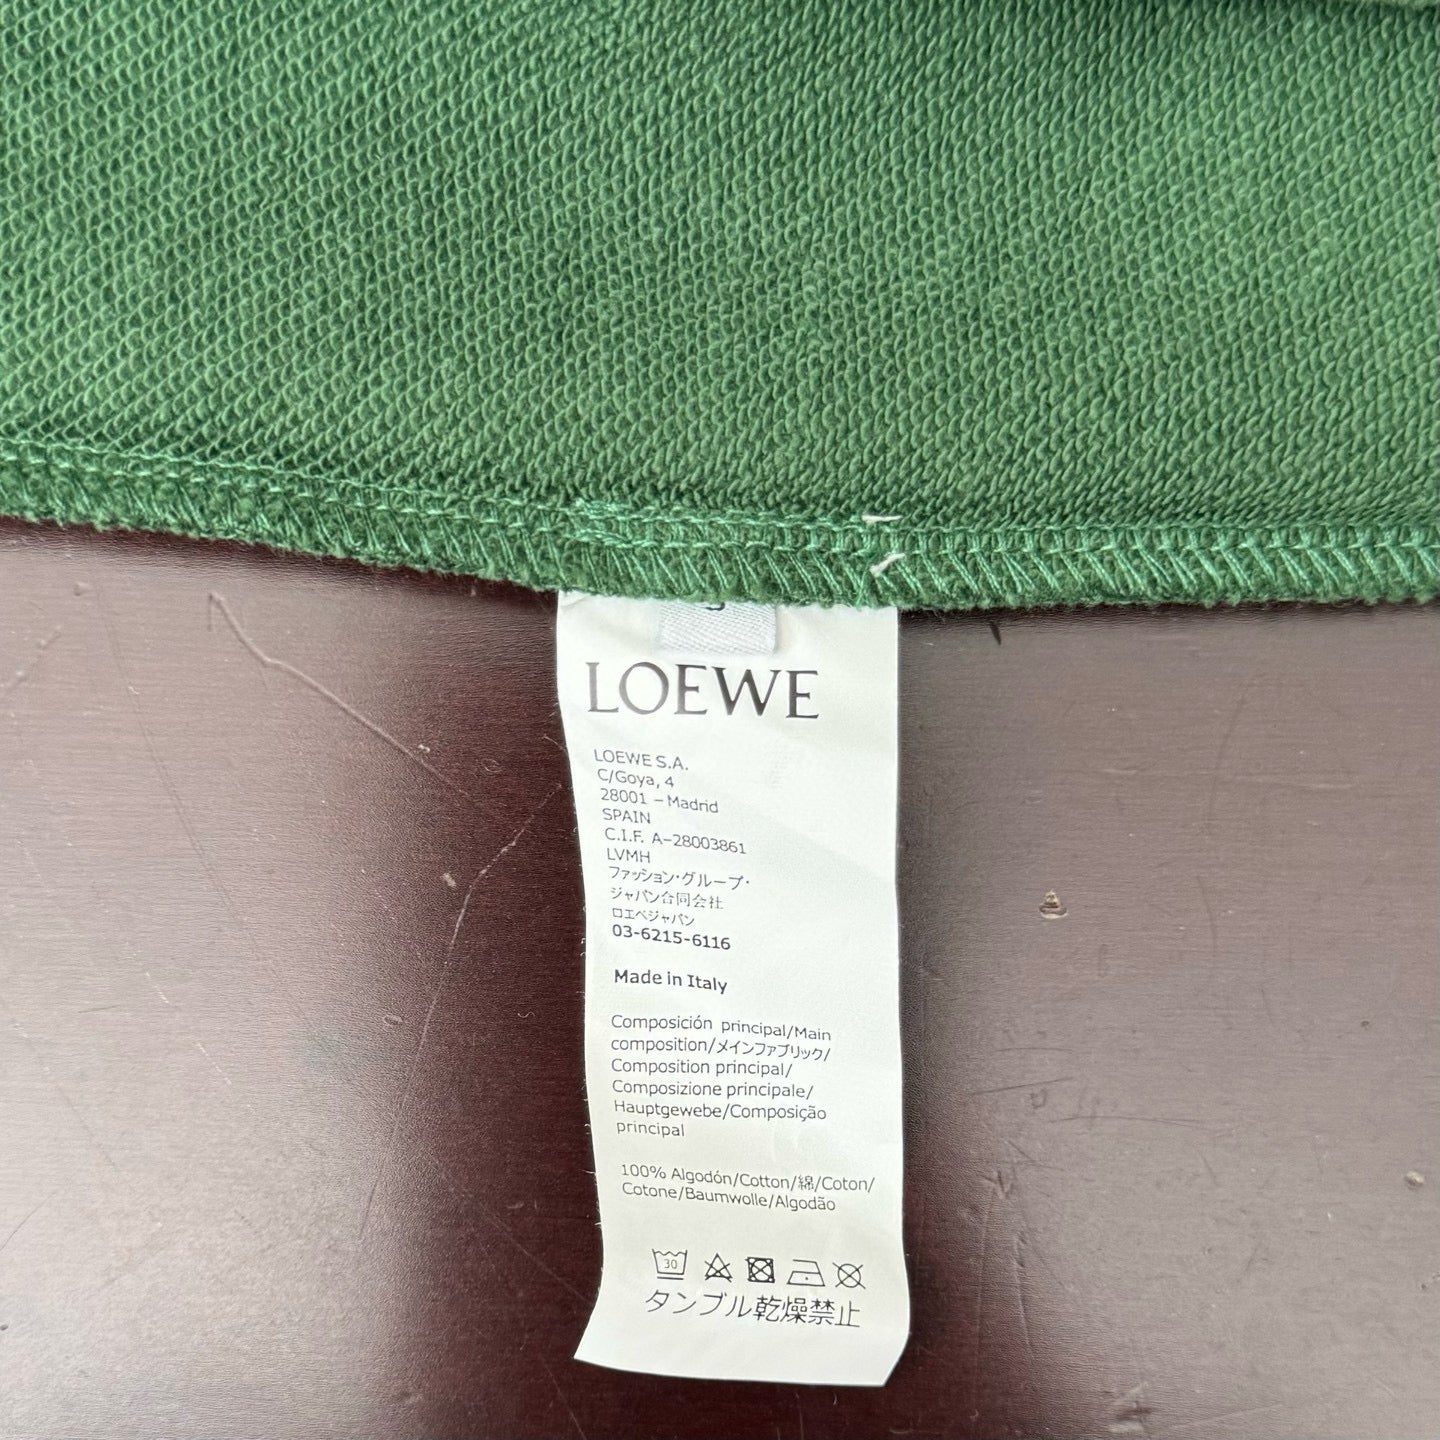 LOEWE
LOEWE S.A.
C/Goya, 4
28001 – Madrid
SPAIN
C.I.F. A-28003861
LVMH
ファッション・グループ・
ジャパン合同会社
ロエベジャパン
03-6215-6116
Made in Italy
Composición principal/Main
composition/メインファブリック/
Composition principal/
Composizione principale/
Hauptgewebe/Composição
principal
100% Algodón/Cotton/綿/Coton/
Cotone/Baumwolle/Algodão
30
タンブル乾燥禁止